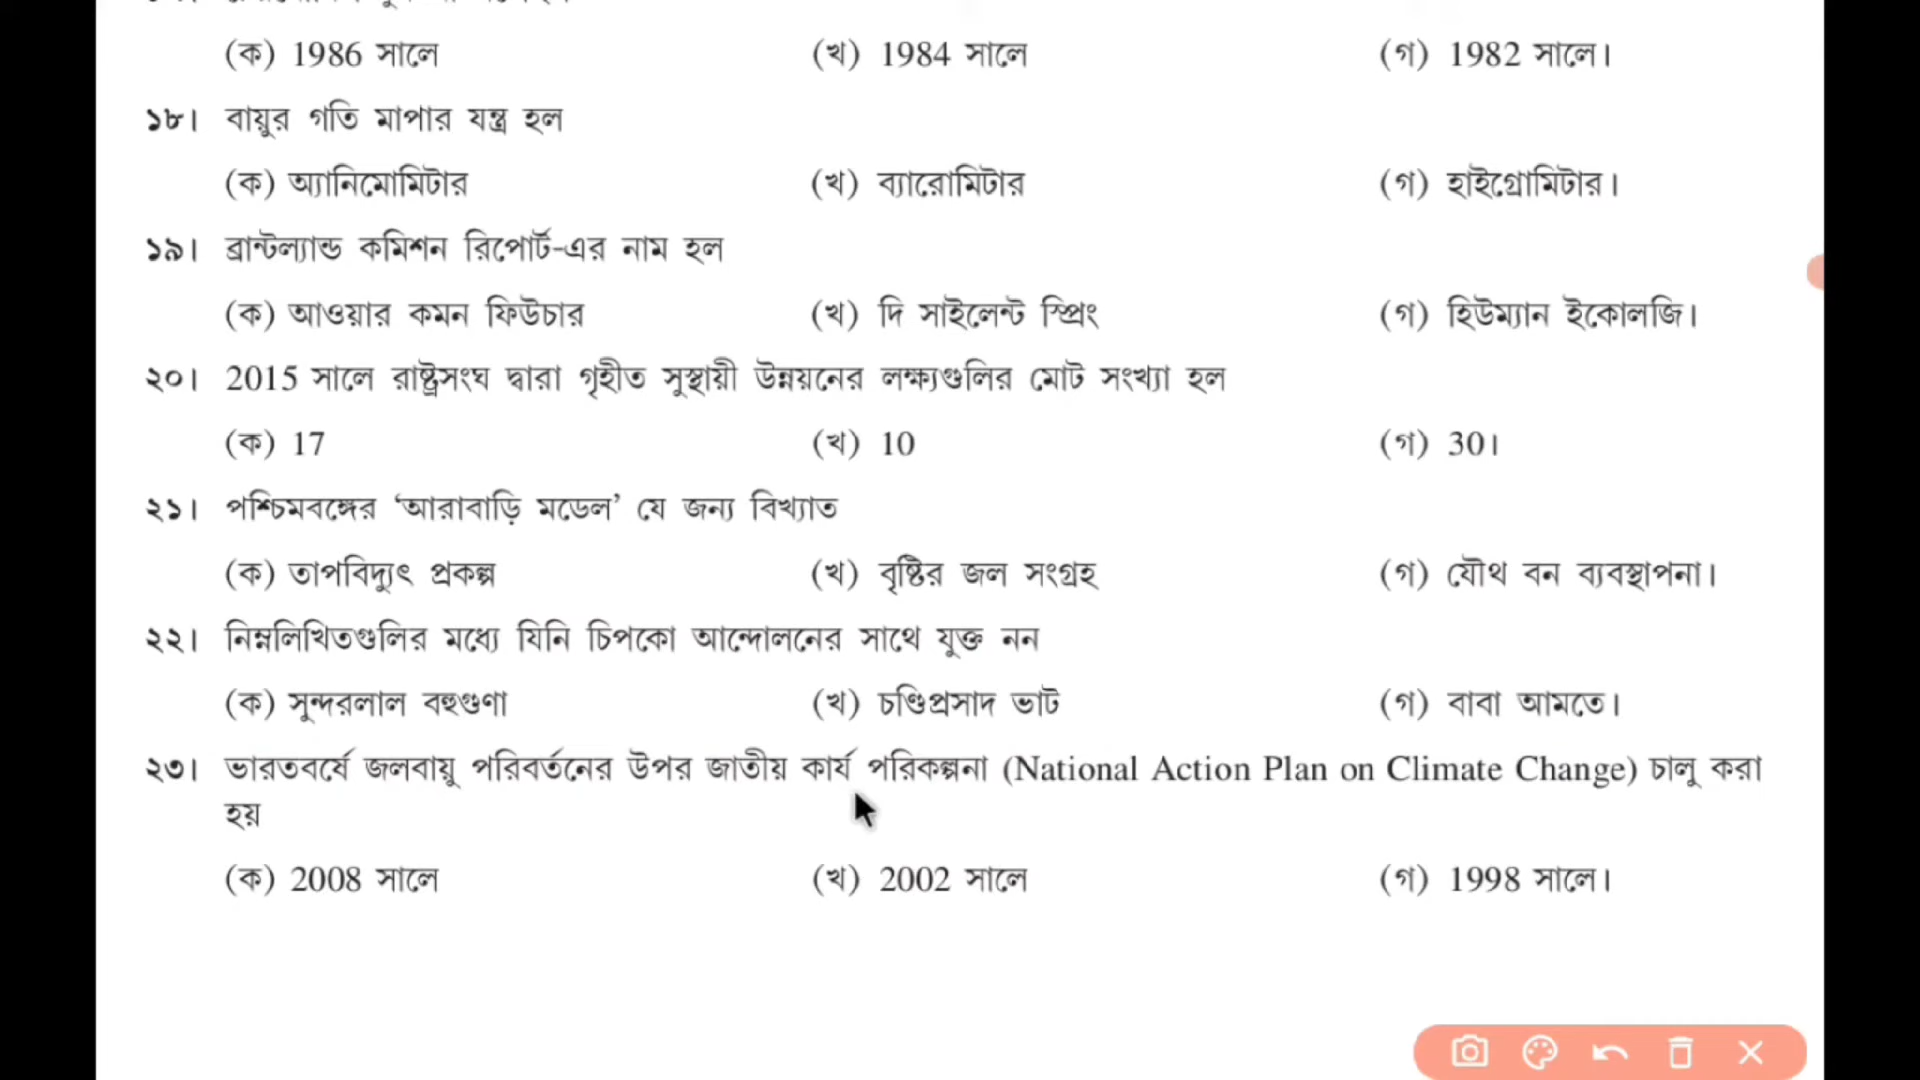 (ক) 1986 সালে (খ) 1984 সালে (গ) 1982 সালে।
১৮। বায়ুর গতি মাপার যন্ত্র হল
(ক) অ্যানিমোমিটার (খ) ব্যারোমিটার (গ) হাইগ্রোমিটার।
১৯। ব্রান্টল্যান্ড কমিশন রিপোর্ট-এর নাম হল
(ক) আওয়ার কমন ফিউচার (খ) দি সাইলেন্ট স্প্রিং (গ) হিউম্যান ইকোলজি।
২০। 2015 সালে রাষ্ট্রসংঘ দ্বারা গৃহীত সুস্থায়ী উন্নয়নের লক্ষ্যগুলির মোট সংখ্যা হল
(ক) 17 (খ) 10 (গ) 30।
২১। পশ্চিমবঙ্গের ‘আরাবাড়ি মডেল’ যে জন্য বিখ্যাত
(ক) তাপবিদ্যুৎ প্রকল্প (খ) বৃষ্টির জল সংগ্রহ (গ) যৌথ বন ব্যবস্থাপনা।
২২। নিম্নলিখিতগুলির মধ্যে যিনি চিপকো আন্দোলনের সাথে যুক্ত নন
(ক) সুন্দরলাল বহুগুণা (খ) চণ্ডিপ্রসাদ ভাট (গ) বাবা আমতে।
২৩। ভারতবর্ষে জলবায়ু পরিবর্তনের উপর জাতীয় কার্য পরিকল্পনা (National Action Plan on Climate Change) চালু করা
হয়
(ক) 2008 সালে (খ) 2002 সালে (গ) 1998 সালে।